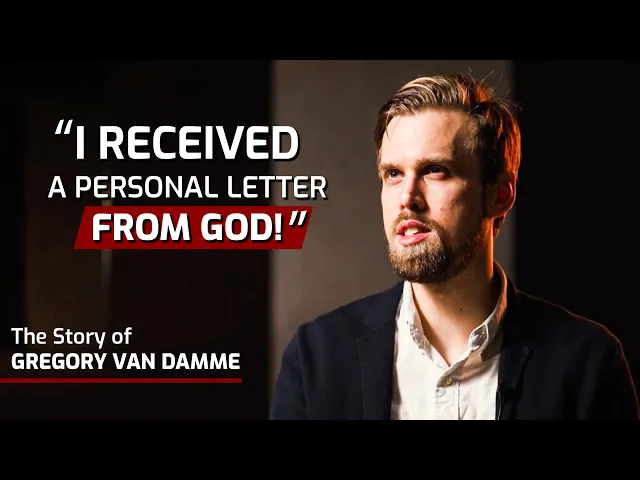 “I RECEIVED
A PERSONAL LETTER
FROM GOD!”
The Story of
GREGORY VAN DAMME